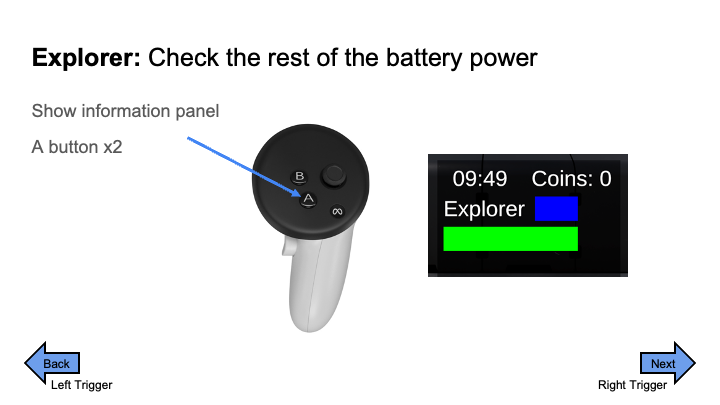 Explorer: Check the rest of the battery power
Show information panel
A button x2
B
A
09:49 Coins: 0
Explorer
Back
Left Trigger
Next
Right Trigger